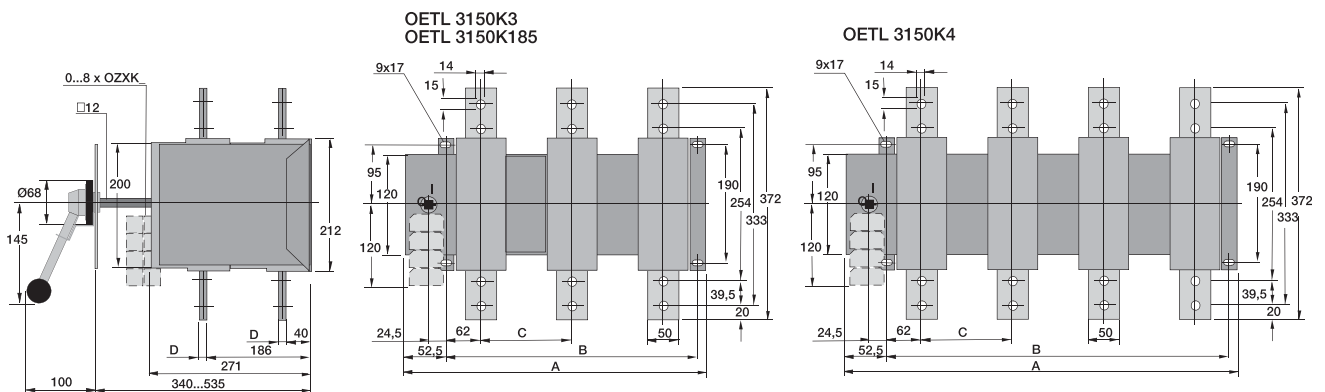 OETL 3150K3
OETL 3150K185
OETL 3150K4
0...8 x OZXK
□12
Ø68
145
200
212
D
D
40
186
271
100
340...535
9x17
14
15
95
120
120
I
O
190
254
333
372
39,5
20
24,5
62
C
50
52,5
B
A
9x17
14
15
95
120
120
I
O
190
254
333
372
39,5
20
24,5
62
C
50
52,5
B
A